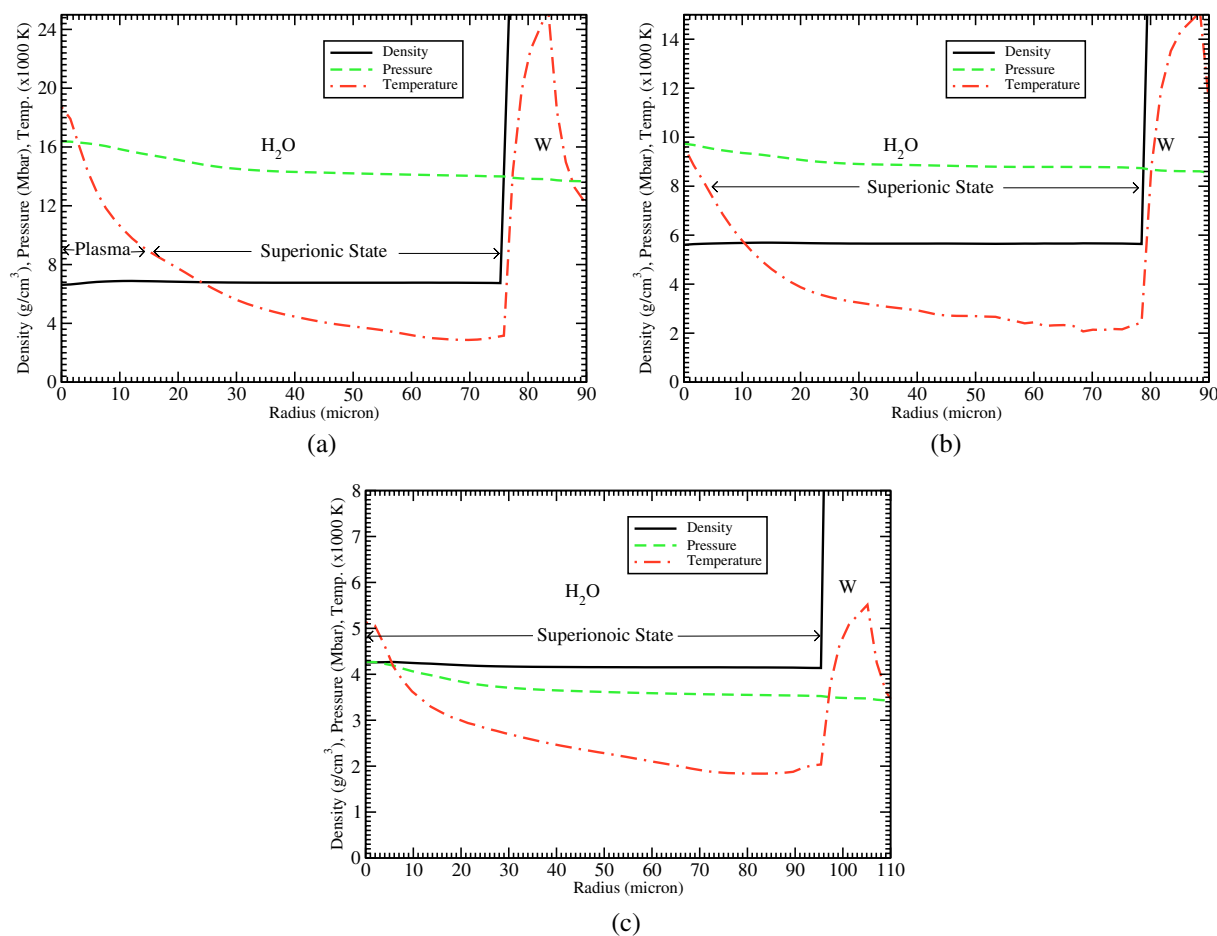 24
20
16
12
8
4
0
Density (g/cm³), Pressure (Mbar), Temp. (x1000 K)
Density
Pressure
Temperature
H₂O
W
Plasma
Superionic State
0 10 20 30 40 50 60 70 80 90
Radius (micron)
(a)
14
12
10
8
6
4
2
0
Density (g/cm³), Pressure (Mbar), Temp. (x1000 K)
Density
Pressure
Temperature
H₂O
W
Superionic State
0 10 20 30 40 50 60 70 80 90
Radius (micron)
(b)
8
7
6
5
4
3
2
1
0
Density (g/cm³), Pressure (Mbar), Temp. (x1000 K)
Density
Pressure
Temperature
H₂O
W
Superionoic State
0 10 20 30 40 50 60 70 80 90 100 110
Radius (micron)
(c)